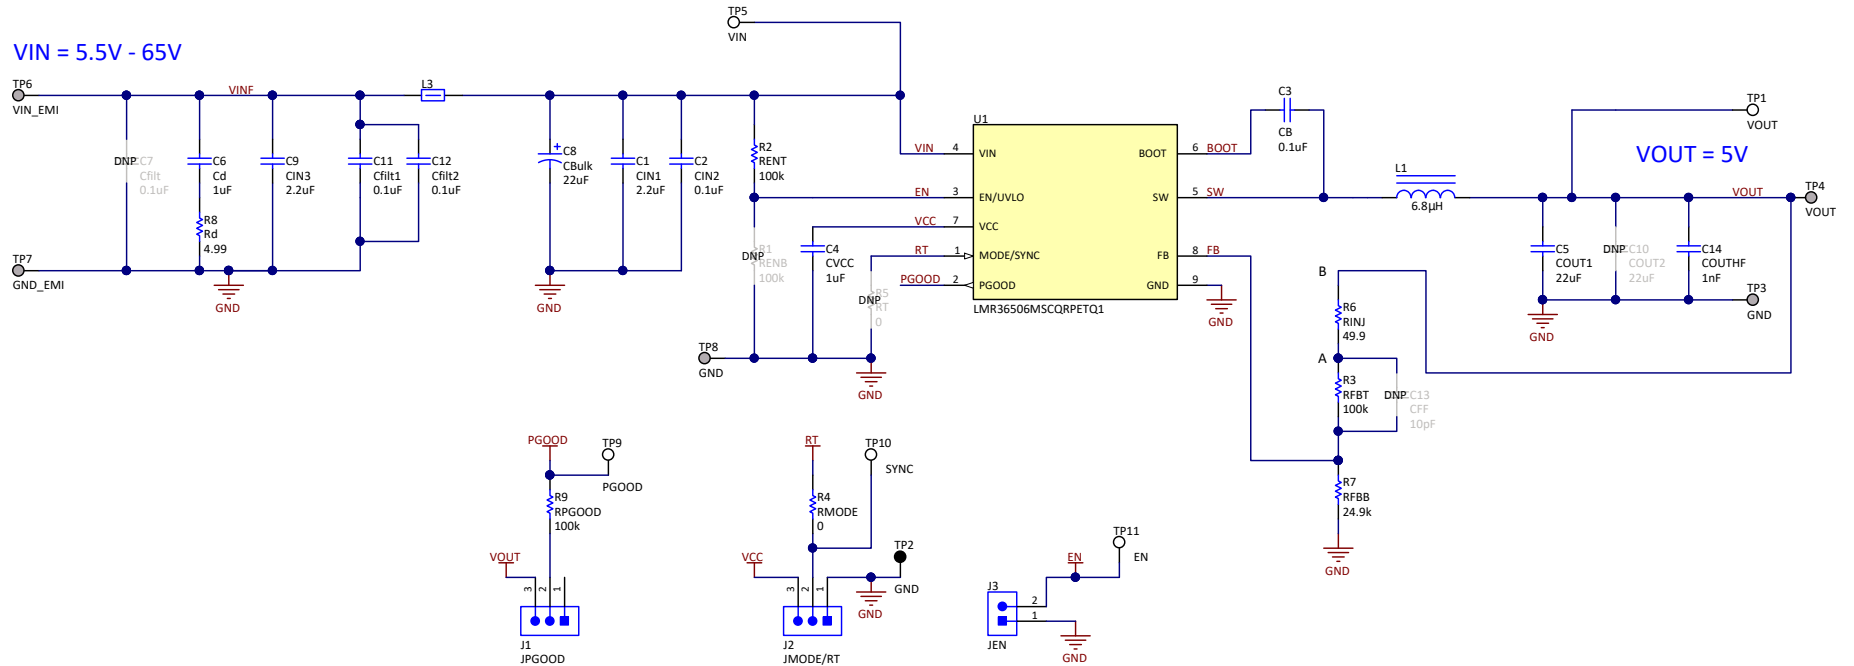 VIN = 5.5V - 65V
TP5
VIN
TP6
VIN_EMI
VINF
L3
DNP
C7
Cfilt
0.1uF
C6
Cd
1uF
R8
Rd
4.99
C9
CIN3
2.2uF
C11
Cfilt1
0.1uF
C12
Cfilt2
0.1uF
TP7
GND_EMI
GND
+
C8
CBulk
22uF
GND
C1
CIN1
2.2uF
C2
CIN2
0.1uF
R2
RENT
100k
DNP
R1
RENB
100k
C4
CVCC
1uF
DNP
R5
RT
0
TP8
GND
GND
VIN
EN
VCC
RT
PGOOD
4
3
7
1
2
U1
VIN
EN/UVLO
VCC
MODE/SYNC
PGOOD
BOOT
SW
FB
GND
LMR36506MSCQRPETQ1
6
5
8
9
BOOT
SW
FB
GND
C3
CB
0.1uF
L1
6.8µH
TP1
VOUT
VOUT = 5V
VOUT
TP4
VOUT
C5
COUT1
22uF
DNP
C10
COUT2
22uF
C14
COUTHF
1nF
TP3
GND
GND
B
R6
RINJ
49.9
A
R3
RFBT
100k
DNP
C13
CFF
10pF
R7
RFBB
24.9k
GND
PGOOD
TP9
PGOOD
R9
RPGOOD
100k
VOUT
3
2
1
J1
JPGOOD
RT
TP10
SYNC
R4
RMODE
0
VCC
TP2
GND
GND
3
2
1
J2
JMODE/RT
TP11
EN
EN
J3
2
1
JEN
GND